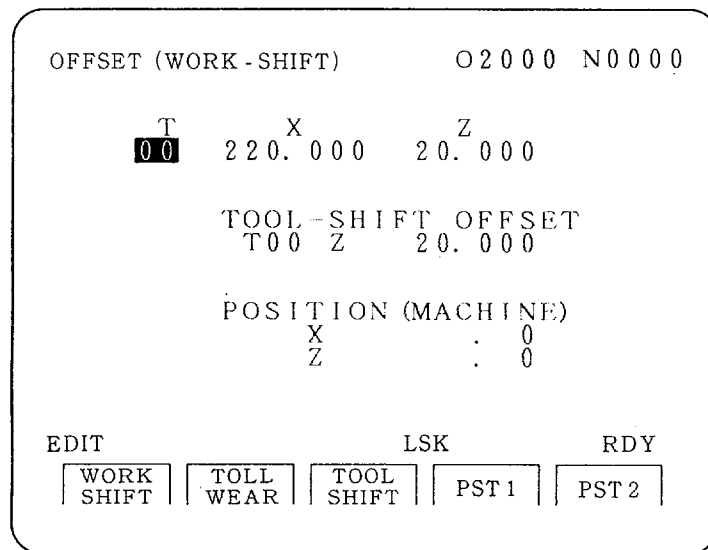 OFFSET (WORK-SHIFT) O2000 N0000
T X Z
00 220.000 20.000
TOOL-SHIFT OFFSET
T00 Z 20.000
POSITION (MACHINE)
X . 0
Z . 0
EDIT LSK RDY
WORK SHIFT TOLL WEAR TOOL SHIFT PST1 PST2